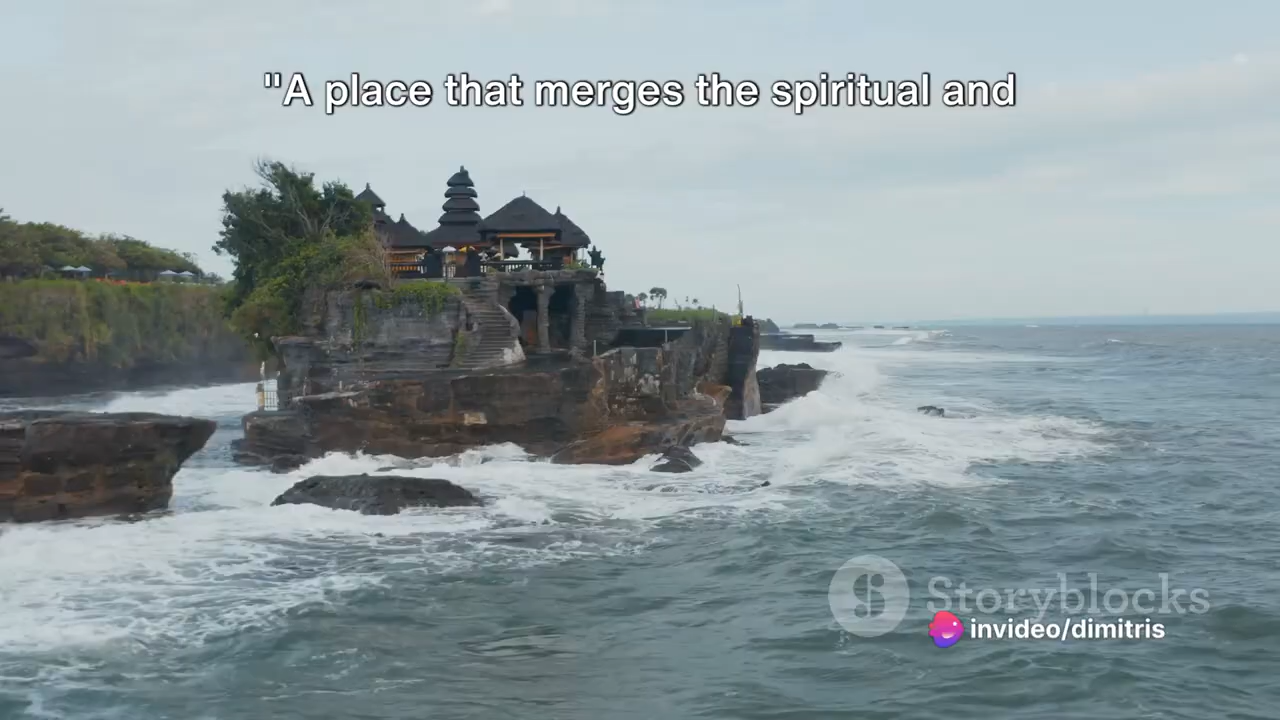 "A place that merges the spiritual and
Storyblocks
invideo/dimitris